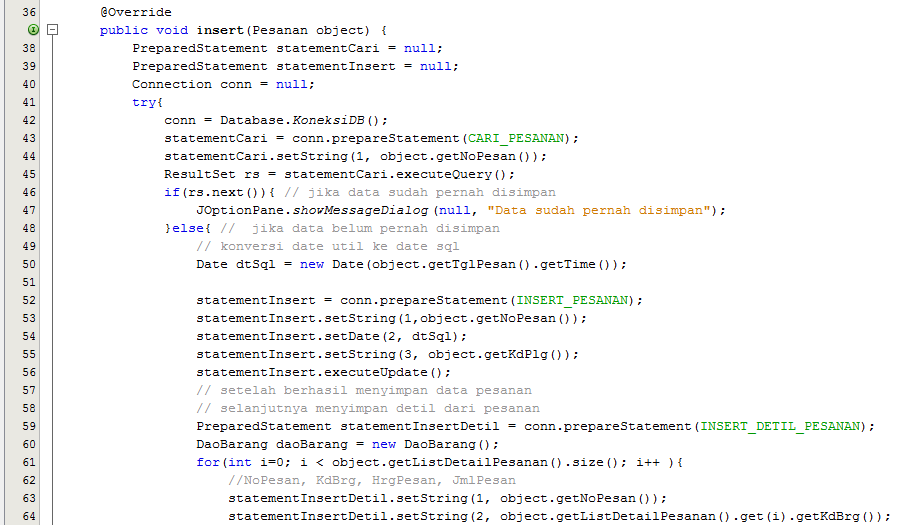 36 @Override
public void insert(Pesanan object) {
38 PreparedStatement statementCari = null;
39 PreparedStatement statementInsert = null;
40 Connection conn = null;
41 try{
42 conn = Database.KoneksiDB();
43 statementCari = conn.prepareStatement(CARI_PESANAN);
44 statementCari.setString(1, object.getNoPesan());
45 ResultSet rs = statementCari.executeQuery();
46 if(rs.next()){ // jika data sudah pernah disimpan
47 JOptionPane.showMessageDialog(null, "Data sudah pernah disimpan");
48 }else{ //  jika data belum pernah disimpan
49 // konversi date util ke date sql
50 Date dtSql = new Date(object.getTglPesan().getTime());
51
52 statementInsert = conn.prepareStatement(INSERT_PESANAN);
53 statementInsert.setString(1,object.getNoPesan());
54 statementInsert.setDate(2, dtSql);
55 statementInsert.setString(3, object.getKdPlg());
56 statementInsert.executeUpdate();
57 // setelah berhasil menyimpan data pesanan
58 // selanjutnya menyimpan detil dari pesanan
59 PreparedStatement statementInsertDetil = conn.prepareStatement(INSERT_DETIL_PESANAN);
60 DaoBarang daoBarang = new DaoBarang();
61 for(int i=0; i < object.getListDetailPesanan().size(); i++ ){
62 //NoPesan, KdBrg, HrgPesan, JmlPesan
63 statementInsertDetil.setString(1, object.getNoPesan());
64 statementInsertDetil.setString(2, object.getListDetailPesanan().get(i).getKdBrg());